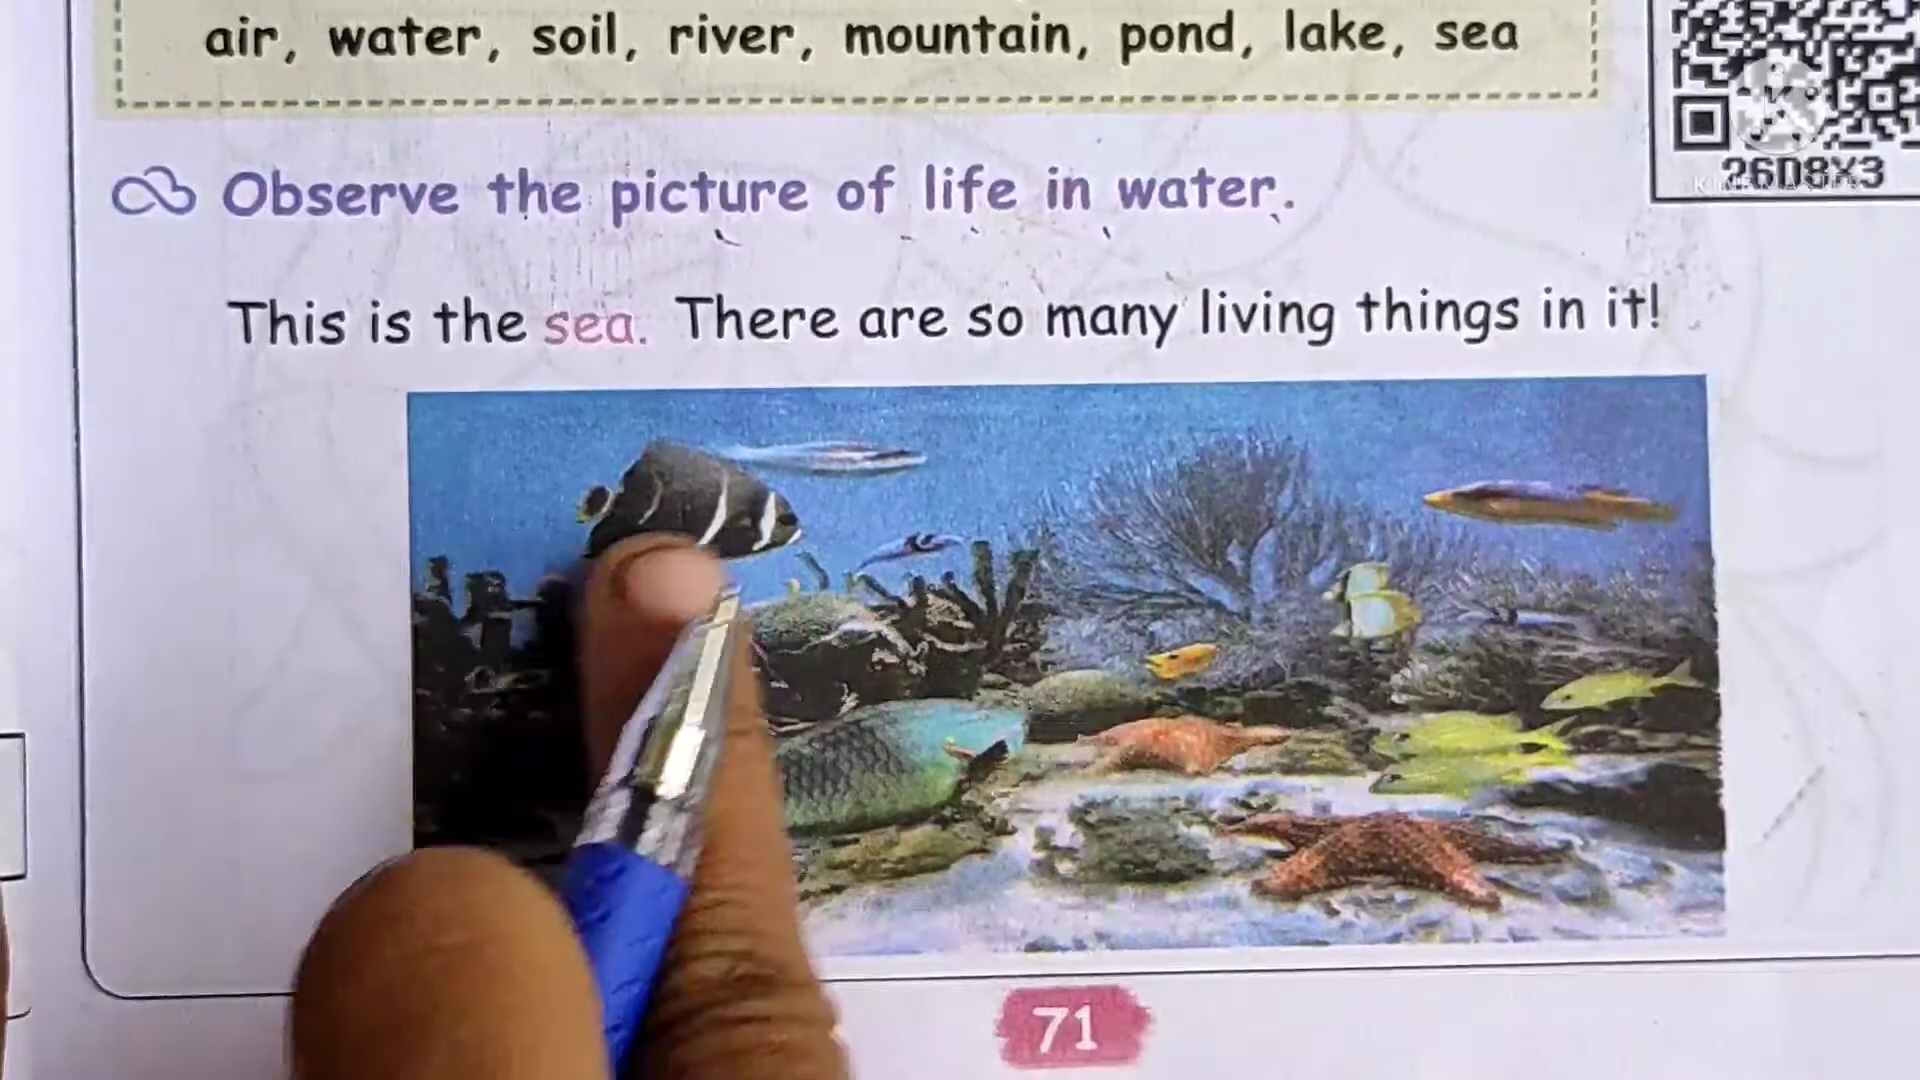 air, water, soil, river, mountain, pond, lake, sea
26D8X3
KINEMASTER
Observe the picture of life in water.
This is the sea. There are so many living things in it!
71